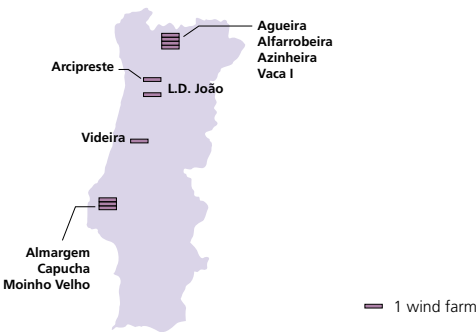 Agueira
Alfarrobeira
Azinheira
Vaca I
Arcipreste
L.D. João
Videira
Almargem
Capucha
Moinho Velho
1 wind farm